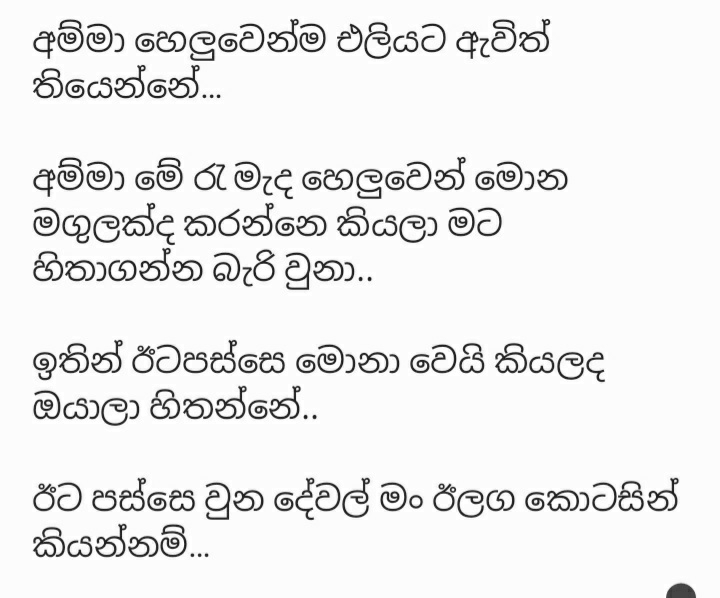 අම්මා හෙලුවෙන්ම එලියට ඇවිත්
තියෙන්නේ...
අම්මා මේ රැ මැද හෙලුවෙන් මොන
මගුලක්ද කරන්නෙ කියලා මට
හිතාගන්න බැරි වුනා..
ඉතින් ඊටපස්සෙ මොනා වෙයි කියලද
ඔයාලා හිතන්නේ..
ඊට පස්සෙ වුන දේවල් මං ඊලග කොටසින්
කියන්නම්...